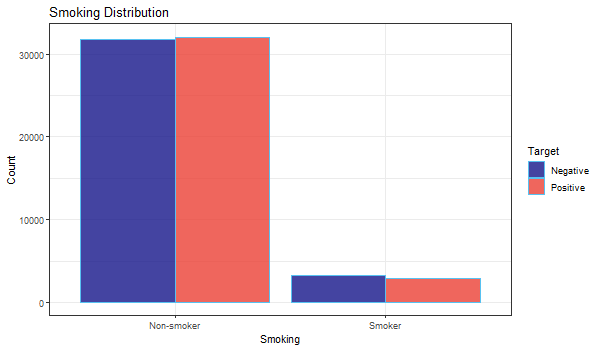 Smoking Distribution
30000
20000
10000
0
Count
Non-smoker
Smoker
Smoking
Target
Negative
Positive